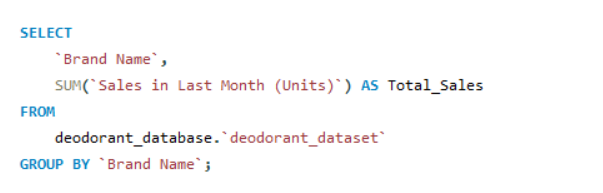 SELECT
`Brand Name`,
SUM(`Sales in Last Month (Units)`) AS Total_Sales
FROM
deodorant_database.`deodorant_dataset`
GROUP BY `Brand Name`;